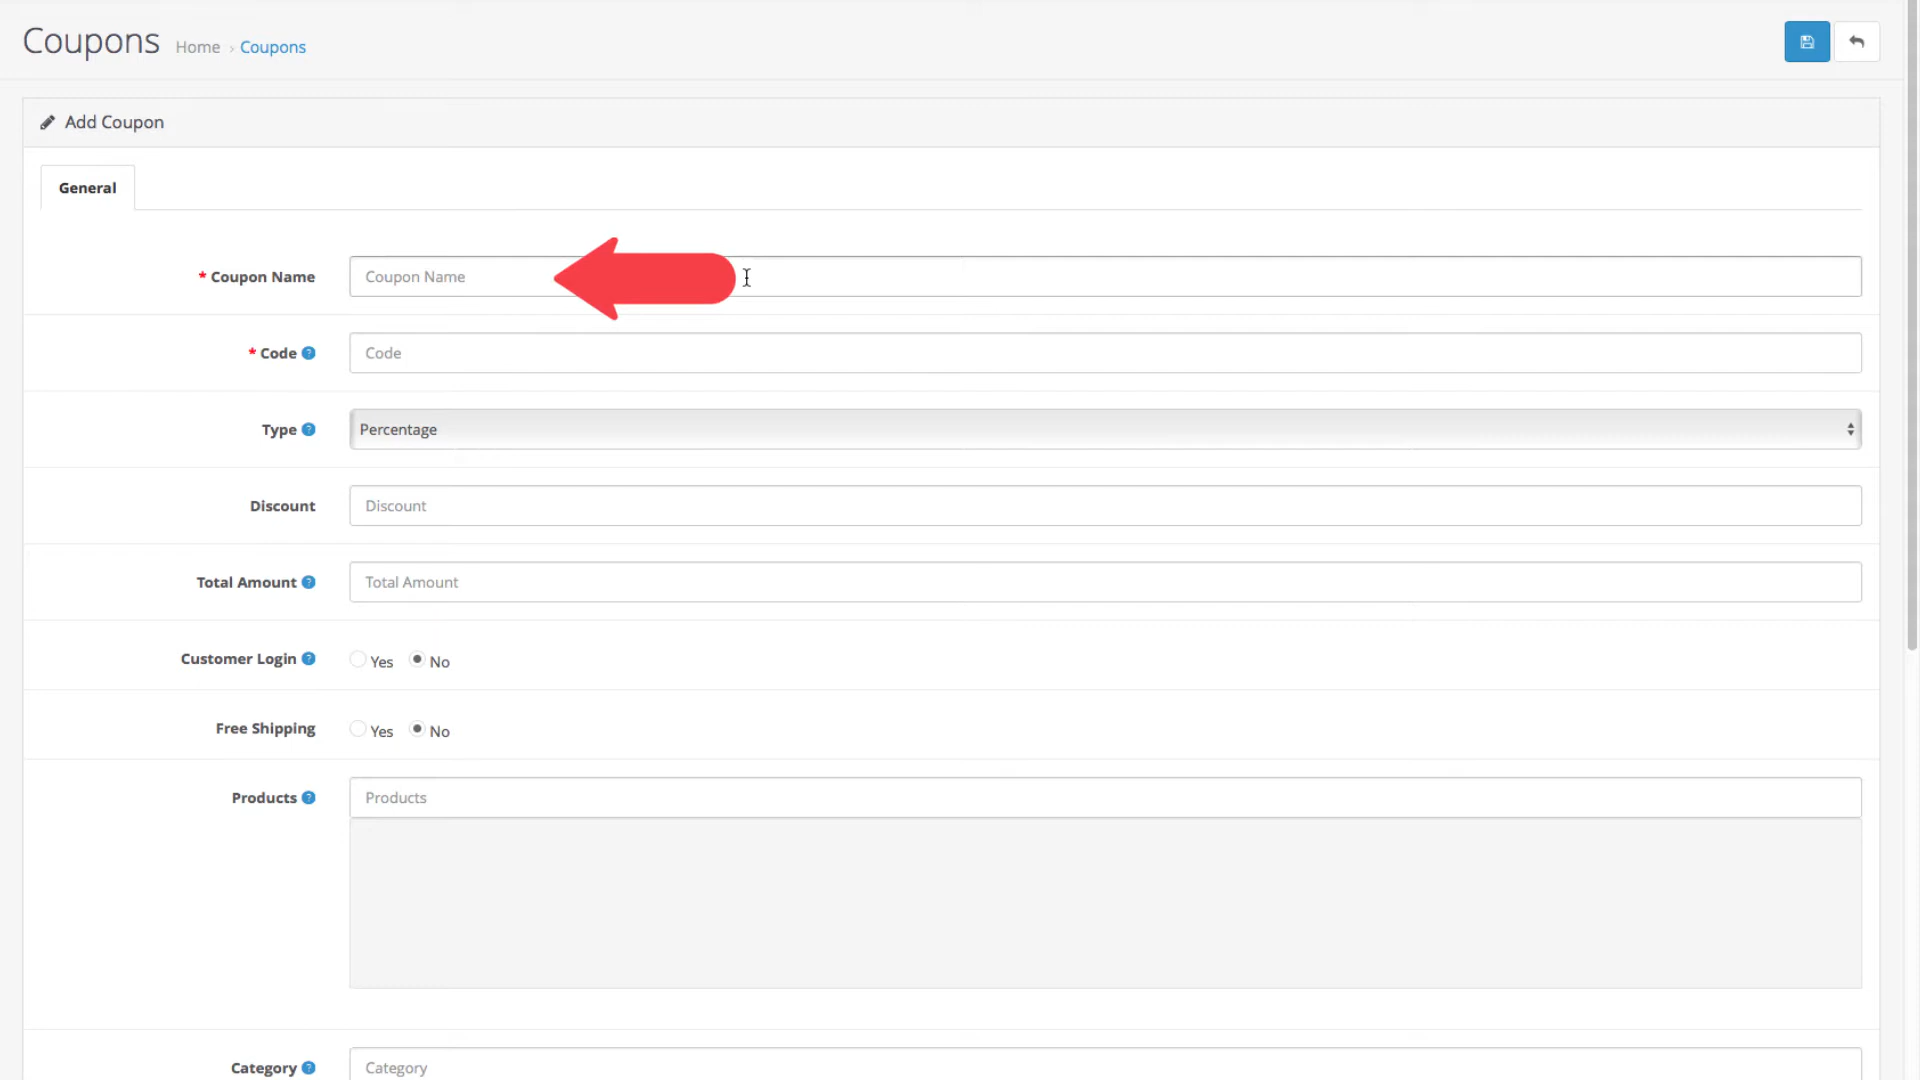 Coupons Home › Coupons
Add Coupon
General
* Coupon Name Coupon Name
* Code ? Code
Type ? Percentage
Discount Discount
Total Amount ? Total Amount
Customer Login ? Yes No
Free Shipping Yes No
Products ? Products
Category ? Category